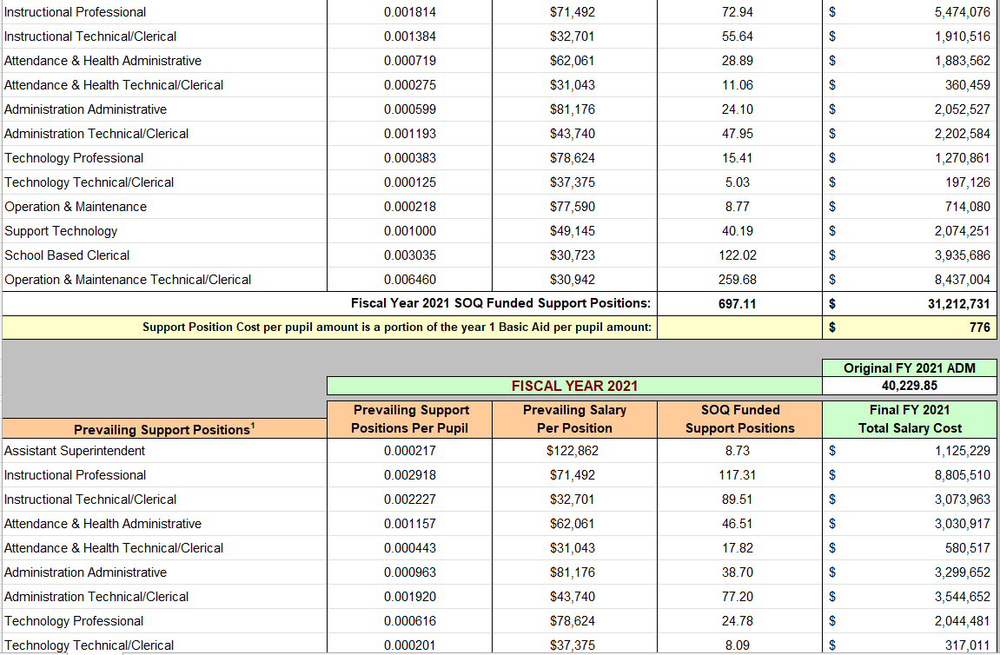 Instructional Professional 0.001814 $71,492 72.94 $ 5,474,076
Instructional Technical/Clerical 0.001384 $32,701 55.64 $ 1,910,516
Attendance & Health Administrative 0.000719 $62,061 28.89 $ 1,883,562
Attendance & Health Technical/Clerical 0.000275 $31,043 11.06 $ 360,459
Administration Administrative 0.000599 $81,176 24.10 $ 2,052,527
Administration Technical/Clerical 0.001193 $43,740 47.95 $ 2,202,584
Technology Professional 0.000383 $78,624 15.41 $ 1,270,861
Technology Technical/Clerical 0.000125 $37,375 5.03 $ 197,126
Operation & Maintenance 0.000218 $77,590 8.77 $ 714,080
Support Technology 0.001000 $49,145 40.19 $ 2,074,251
School Based Clerical 0.003035 $30,723 122.02 $ 3,935,686
Operation & Maintenance Technical/Clerical 0.006460 $30,942 259.68 $ 8,437,004
Fiscal Year 2021 SOQ Funded Support Positions: 697.11 $ 31,212,731
Support Position Cost per pupil amount is a portion of the year 1 Basic Aid per pupil amount: $ 776
Original FY 2021 ADM
FISCAL YEAR 2021 40,229.85
Prevailing Support Prevailing Salary SOQ Funded Final FY 2021
Positions Per Pupil Per Position Support Positions Total Salary Cost
Prevailing Support Positions1
Assistant Superintendent 0.000217 $122,862 8.73 $ 1,125,229
Instructional Professional 0.002918 $71,492 117.31 $ 8,805,510
Instructional Technical/Clerical 0.002227 $32,701 89.51 $ 3,073,963
Attendance & Health Administrative 0.001157 $62,061 46.51 $ 3,030,917
Attendance & Health Technical/Clerical 0.000443 $31,043 17.82 $ 580,517
Administration Administrative 0.000963 $81,176 38.70 $ 3,299,652
Administration Technical/Clerical 0.001920 $43,740 77.20 $ 3,544,652
Technology Professional 0.000616 $78,624 24.78 $ 2,044,481
Technology Technical/Clerical 0.000201 $37,375 8.09 $ 317,011